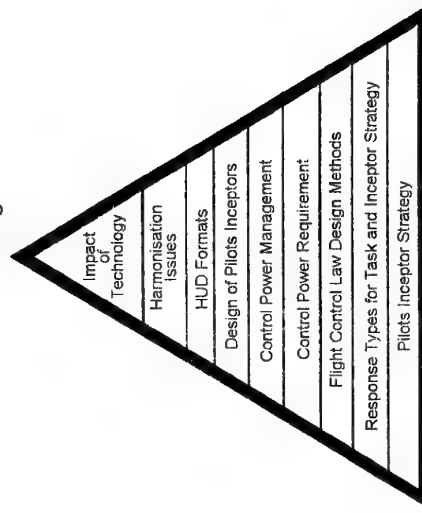 Impact
of
Technology
Harmonisation
issues
HUD Formats
Design of Pilots Inceptors
Control Power Management
Control Power Requirement
Flight Control Law Design Methods
Response Types for Task and Inceptor Strategy
Pilots Inceptor Strategy